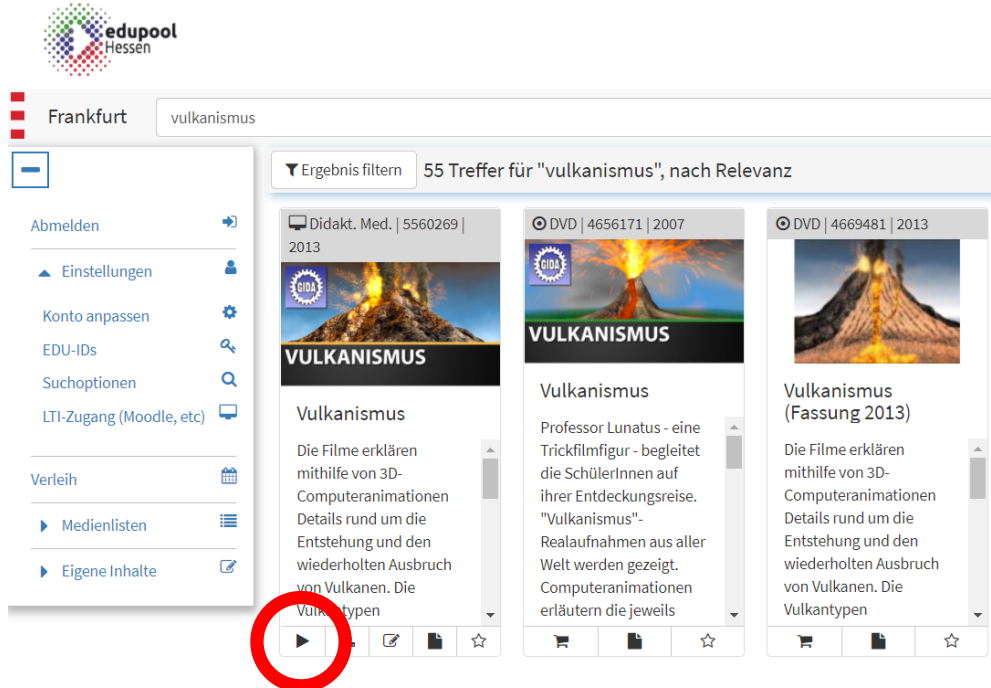 edupool
Hessen
Frankfurt
vulkanismus
Ergebnis filtern
55 Treffer für "vulkanismus", nach Relevanz
Abmelden
Einstellungen
Konto anpassen
EDU-IDs
Suchoptionen
LTI-Zugang (Moodle, etc)
Verleih
Medienlisten
Eigene Inhalte
Didakt. Med. | 5560269 |
2013
GIDA
VULKANISMUS
Vulkanismus
Die Filme erklären
mithilfe von 3D-
Computeranimationen
Details rund um die
Entstehung und den
wiederholten Ausbruch
von Vulkanen. Die
Vulkantypen
DVD | 4656171 | 2007
GIDA
VULKANISMUS
Vulkanismus
Professor Lunatus - eine
Trickfilmfigur - begleitet
die SchülerInnen auf
ihrer Entdeckungsreise.
"Vulkanismus"-
Realaufnahmen aus aller
Welt werden gezeigt.
Computeranimationen
erläutern die jeweils
DVD | 4669481 | 2013
Vulkanismus
(Fassung 2013)
Die Filme erklären
mithilfe von 3D-
Computeranimationen
Details rund um die
Entstehung und den
wiederholten Ausbruch
von Vulkanen. Die
Vulkantypen